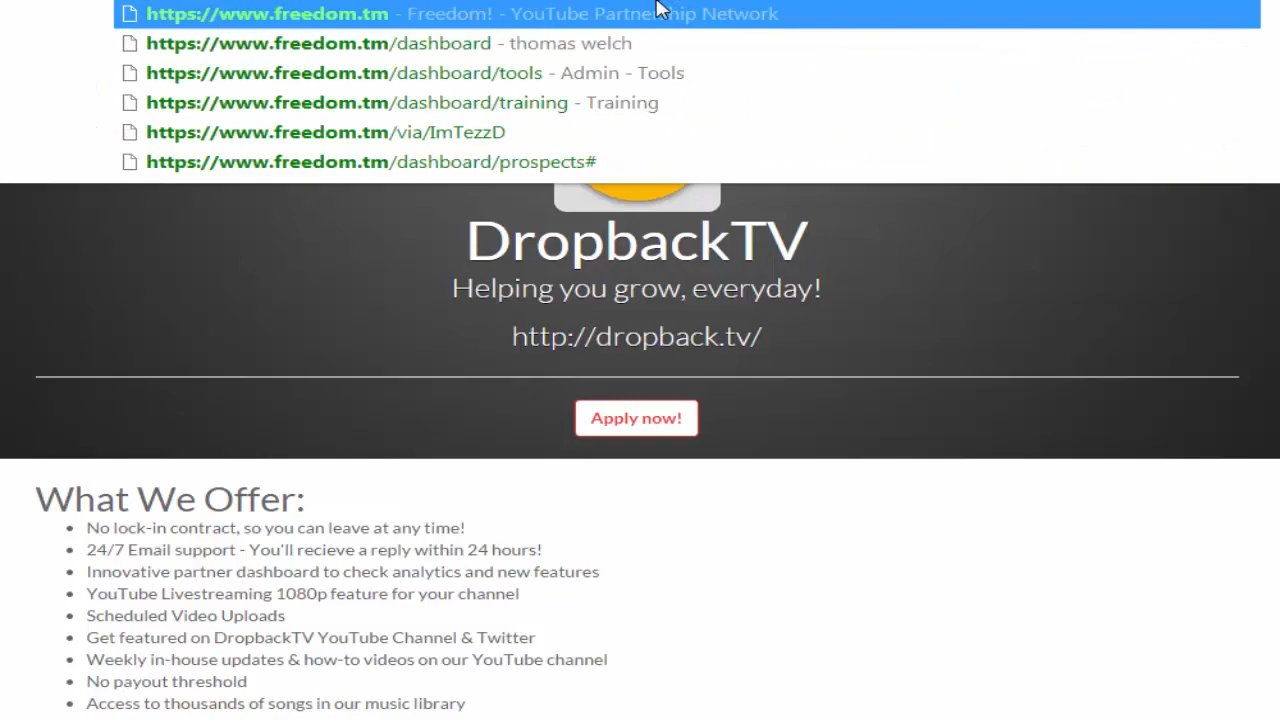 https://www.freedom.tm - Freedom! - YouTube Partnership Network
https://www.freedom.tm/dashboard - thomas welch
https://www.freedom.tm/dashboard/tools - Admin - Tools
https://www.freedom.tm/dashboard/training - Training
https://www.freedom.tm/via/ImTezzD
https://www.freedom.tm/dashboard/prospects#
DropbackTV
Helping you grow, everyday!
http://dropback.tv/
Apply now!
What We Offer:
• No lock-in contract, so you can leave at any time!
• 24/7 Email support - You'll recieve a reply within 24 hours!
• Innovative partner dashboard to check analytics and new features
• YouTube Livestreaming 1080p feature for your channel
• Scheduled Video Uploads
• Get featured on DropbackTV YouTube Channel & Twitter
• Weekly in-house updates & how-to videos on our YouTube channel
• No payout threshold
• Access to thousands of songs in our music library